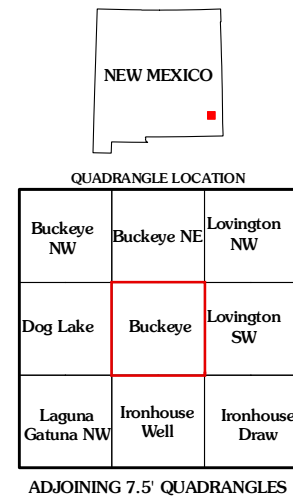 NEW MEXICO
QUADRANGLE LOCATION
Buckeye
NW
Buckeye NE
Lovington
NW
Dog Lake
Buckeye
Lovington
SW
Laguna
Gatuna NW
Ironhouse
Well
Ironhouse
Draw
ADJOINING 7.5' QUADRANGLES